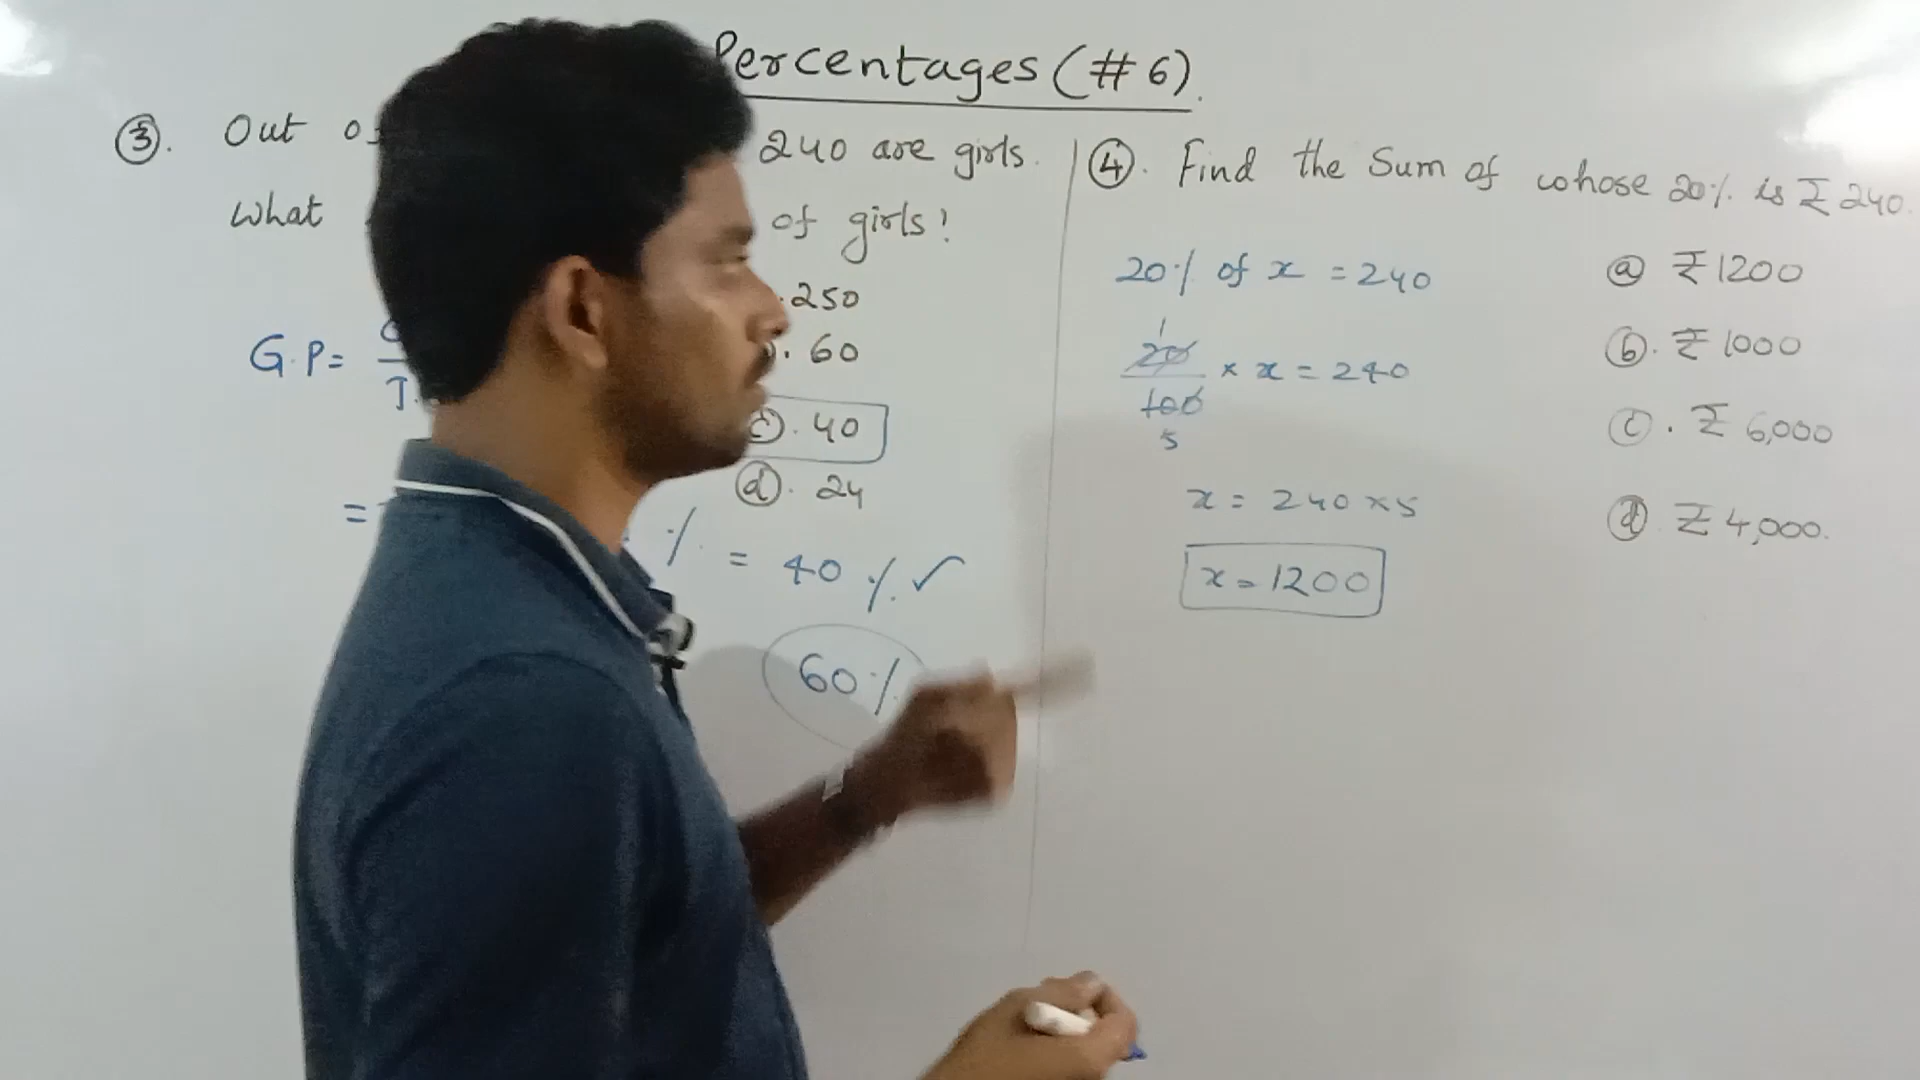 Percentages (# 6).
③. Out 240 are girls.
What of girls!
. 250
. 60
ⓒ. 40
ⓓ. 24
G.P =
=
% = 40 % ✓
60 %
④. Find the Sum of whose 20% is ₹ 240.
20% of x = 240
1
20/100 × x = 240
5
x = 240 × 5
x = 1200
ⓐ ₹ 1200
ⓑ. ₹ 1000
ⓒ. ₹ 6,000
ⓓ. ₹ 4,000.